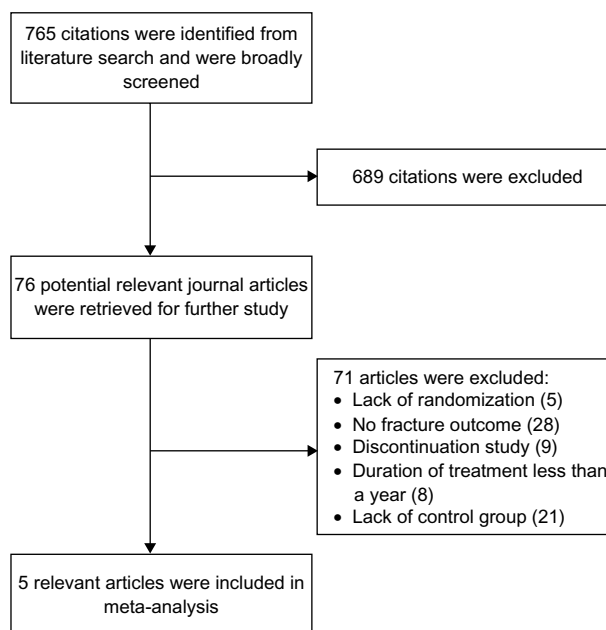 765 citations were identified from
literature search and were broadly
screened
689 citations were excluded
76 potential relevant journal articles
were retrieved for further study
71 articles were excluded:
• Lack of randomization (5)
• No fracture outcome (28)
• Discontinuation study (9)
• Duration of treatment less than
a year (8)
• Lack of control group (21)
5 relevant articles were included in
meta-analysis